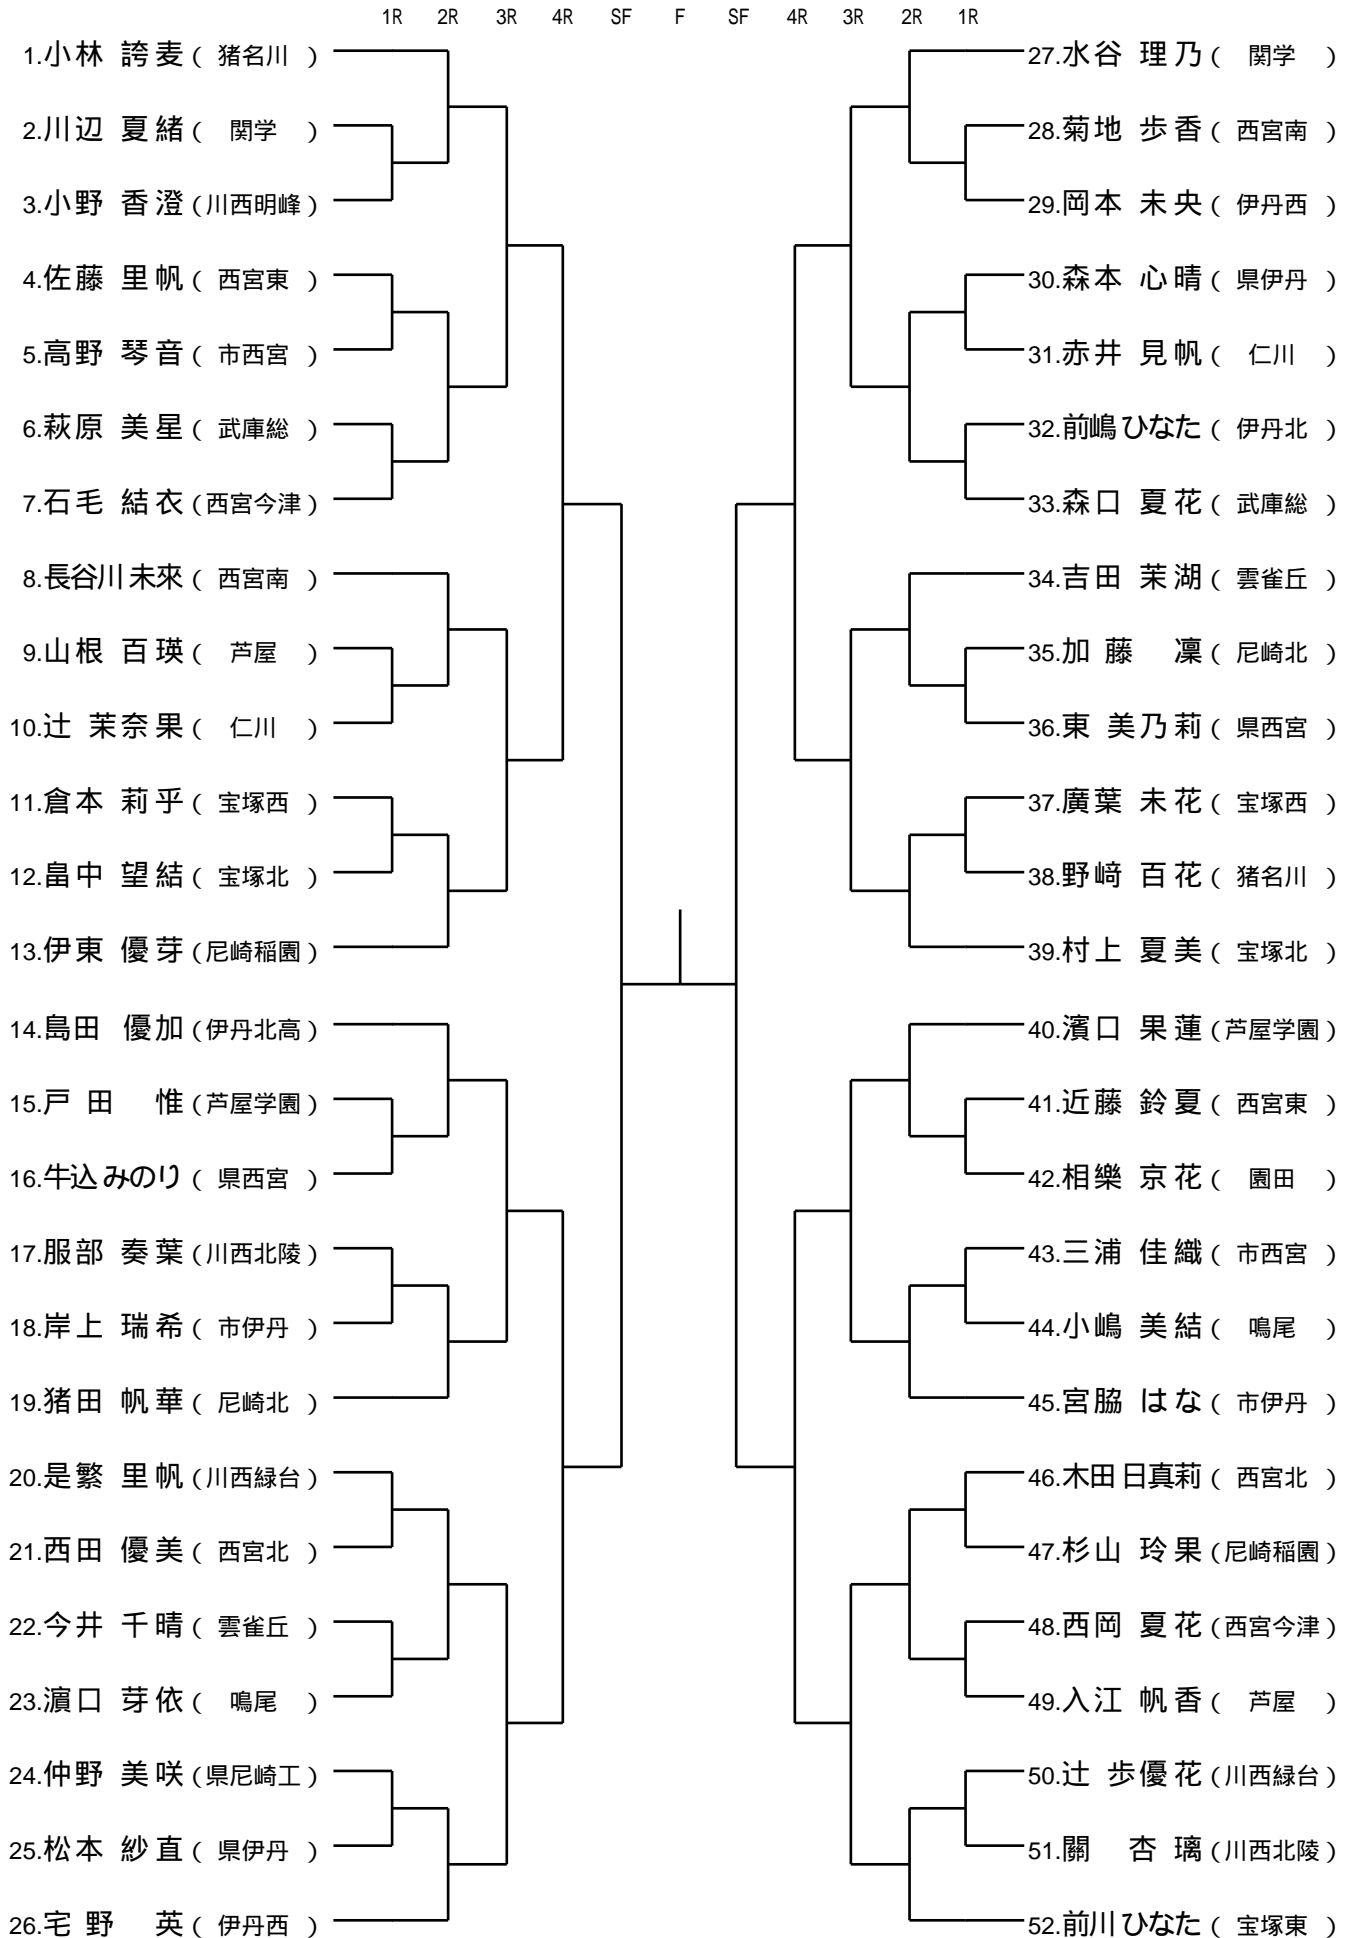 1R 2R 3R 4R SF F SF 4R 3R 2R 1R
1.小林 誇麦( 猪名川 )
2.川辺 夏緒( 関学 )
3.小野 香澄(川西明峰)
4.佐藤 里帆( 西宮東 )
5.高野 琴音( 市西宮 )
6.萩原 美星( 武庫総 )
7.石毛 結衣(西宮今津)
8.長谷川未來( 西宮南 )
9.山根 百瑛( 芦屋 )
10.辻 茉奈果( 仁川 )
11.倉本 莉乎( 宝塚西 )
12.畠中 望結( 宝塚北 )
13.伊東 優芽(尼崎稲園)
14.島田 優加(伊丹北高)
15.戸田 惟(芦屋学園)
16.牛込みのり( 県西宮 )
17.服部 奏葉(川西北陵)
18.岸上 瑞希( 市伊丹 )
19.猪田 帆華( 尼崎北 )
20.是繁 里帆(川西緑台)
21.西田 優美( 西宮北 )
22.今井 千晴( 雲雀丘 )
23.濵口 芽依( 鳴尾 )
24.仲野 美咲(県尼崎工)
25.松本 紗直( 県伊丹 )
26.宅野 英( 伊丹西 )
27.水谷 理乃( 関学 )
28.菊地 歩香( 西宮南 )
29.岡本 未央( 伊丹西 )
30.森本 心晴( 県伊丹 )
31.赤井 見帆( 仁川 )
32.前嶋ひなた( 伊丹北 )
33.森口 夏花( 武庫総 )
34.吉田 茉湖( 雲雀丘 )
35.加藤 凜( 尼崎北 )
36.東 美乃莉( 県西宮 )
37.廣葉 未花( 宝塚西 )
38.野﨑 百花( 猪名川 )
39.村上 夏美( 宝塚北 )
40.濱口 果蓮(芦屋学園)
41.近藤 鈴夏( 西宮東 )
42.相樂 京花( 園田 )
43.三浦 佳織( 市西宮 )
44.小嶋 美結( 鳴尾 )
45.宮脇 はな( 市伊丹 )
46.木田日真莉( 西宮北 )
47.杉山 玲果(尼崎稲園)
48.西岡 夏花(西宮今津)
49.入江 帆香( 芦屋 )
50.辻 歩優花(川西緑台)
51.關 杏璃(川西北陵)
52.前川ひなた( 宝塚東 )